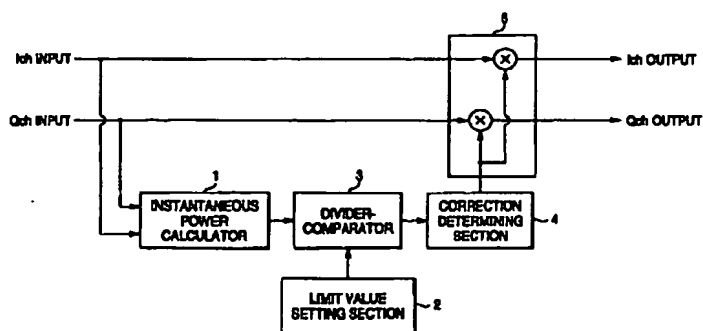 5
Ich INPUT
Ich OUTPUT
Qch INPUT
Qch OUTPUT
1
INSTANTANEOUS
POWER
CALCULATOR
3
DIVIDER-
COMPARATOR
CORRECTION
DETERMINING
SECTION
4
LIMIT VALUE
SETTING SECTION
2